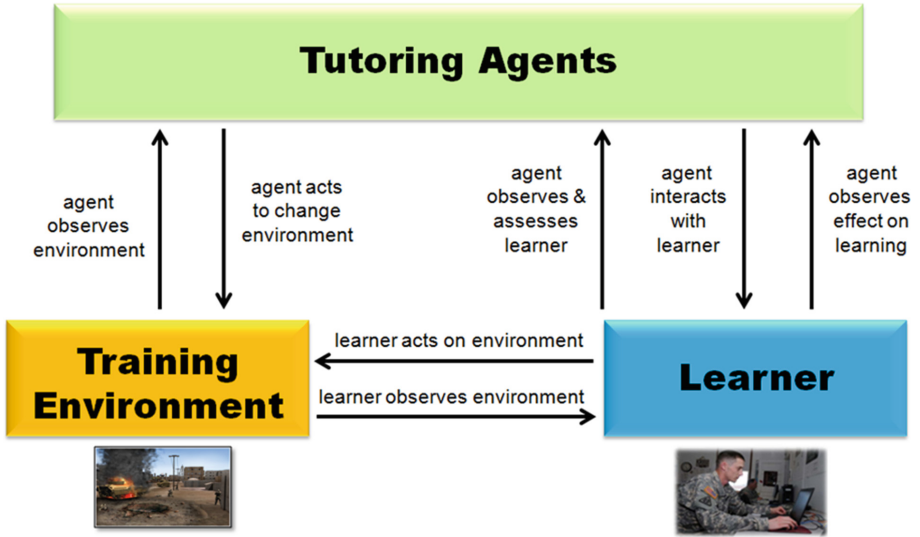 Tutoring Agents
agent
observes
environment
agent acts
to change
environment
agent
observes &
assesses
learner
agent
interacts
with
learner
agent
observes
effect on
learning
learner acts on environment
learner observes environment
Training
Environment
Learner